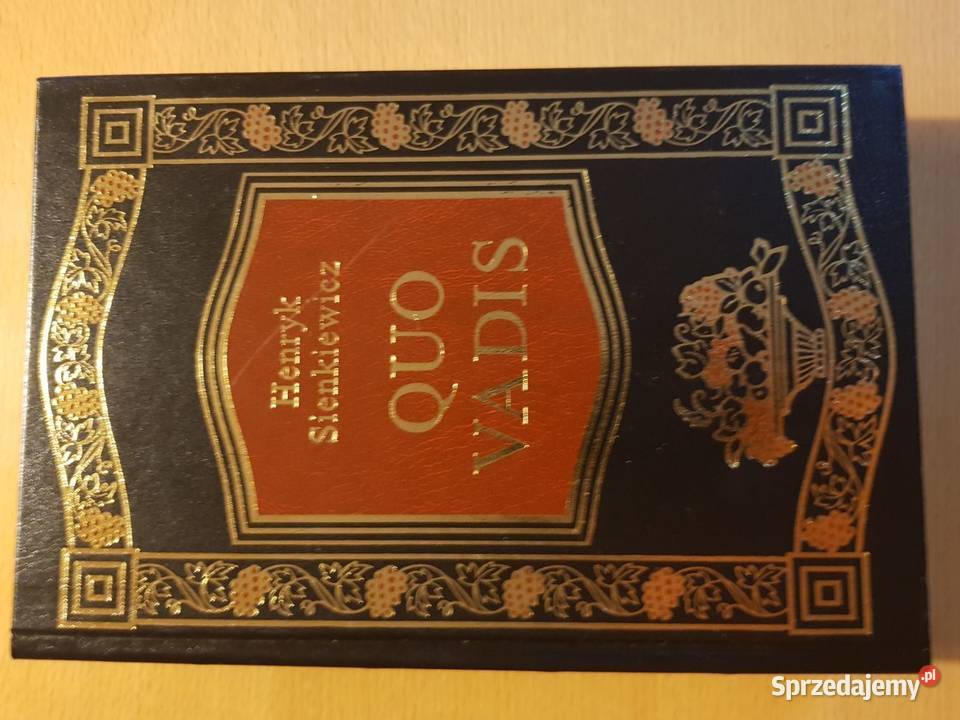 Henryk
Sienkiewicz
QUO
VADIS
Sprzedajemy.pl